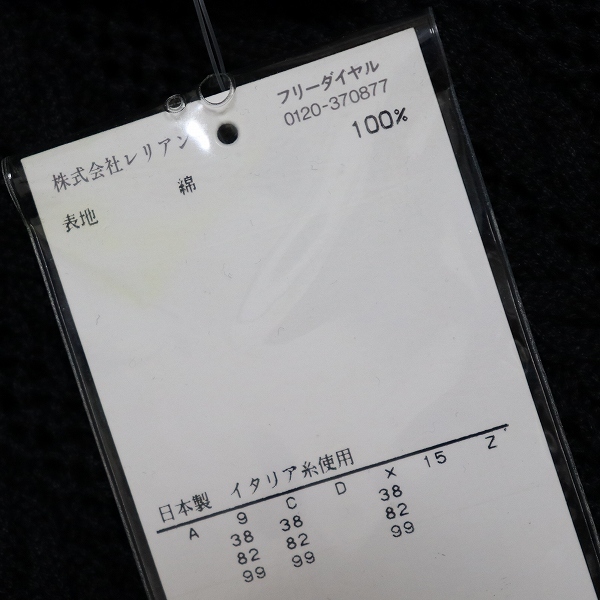 株式会社レリアン
フリーダイヤル
0120-370877
表地 綿 100%
日本製 イタリア糸使用
A 9 C D X 15 Z
38 38 38
82 82 82
99 99 99